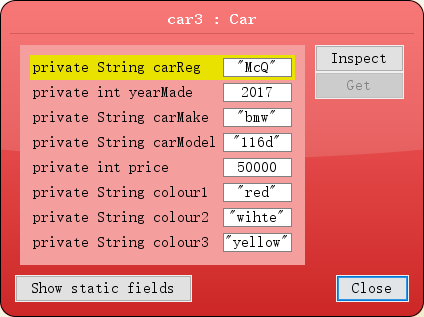 car3 : Car
private String carReg "McQ"
Inspect
private int yearMade 2017
Get
private String carMake "bmw"
private String carModel "116d"
private int price 50000
private String colour1 "red"
private String colour2 "wihte"
private String colour3 "yellow"
Show static fields
Close